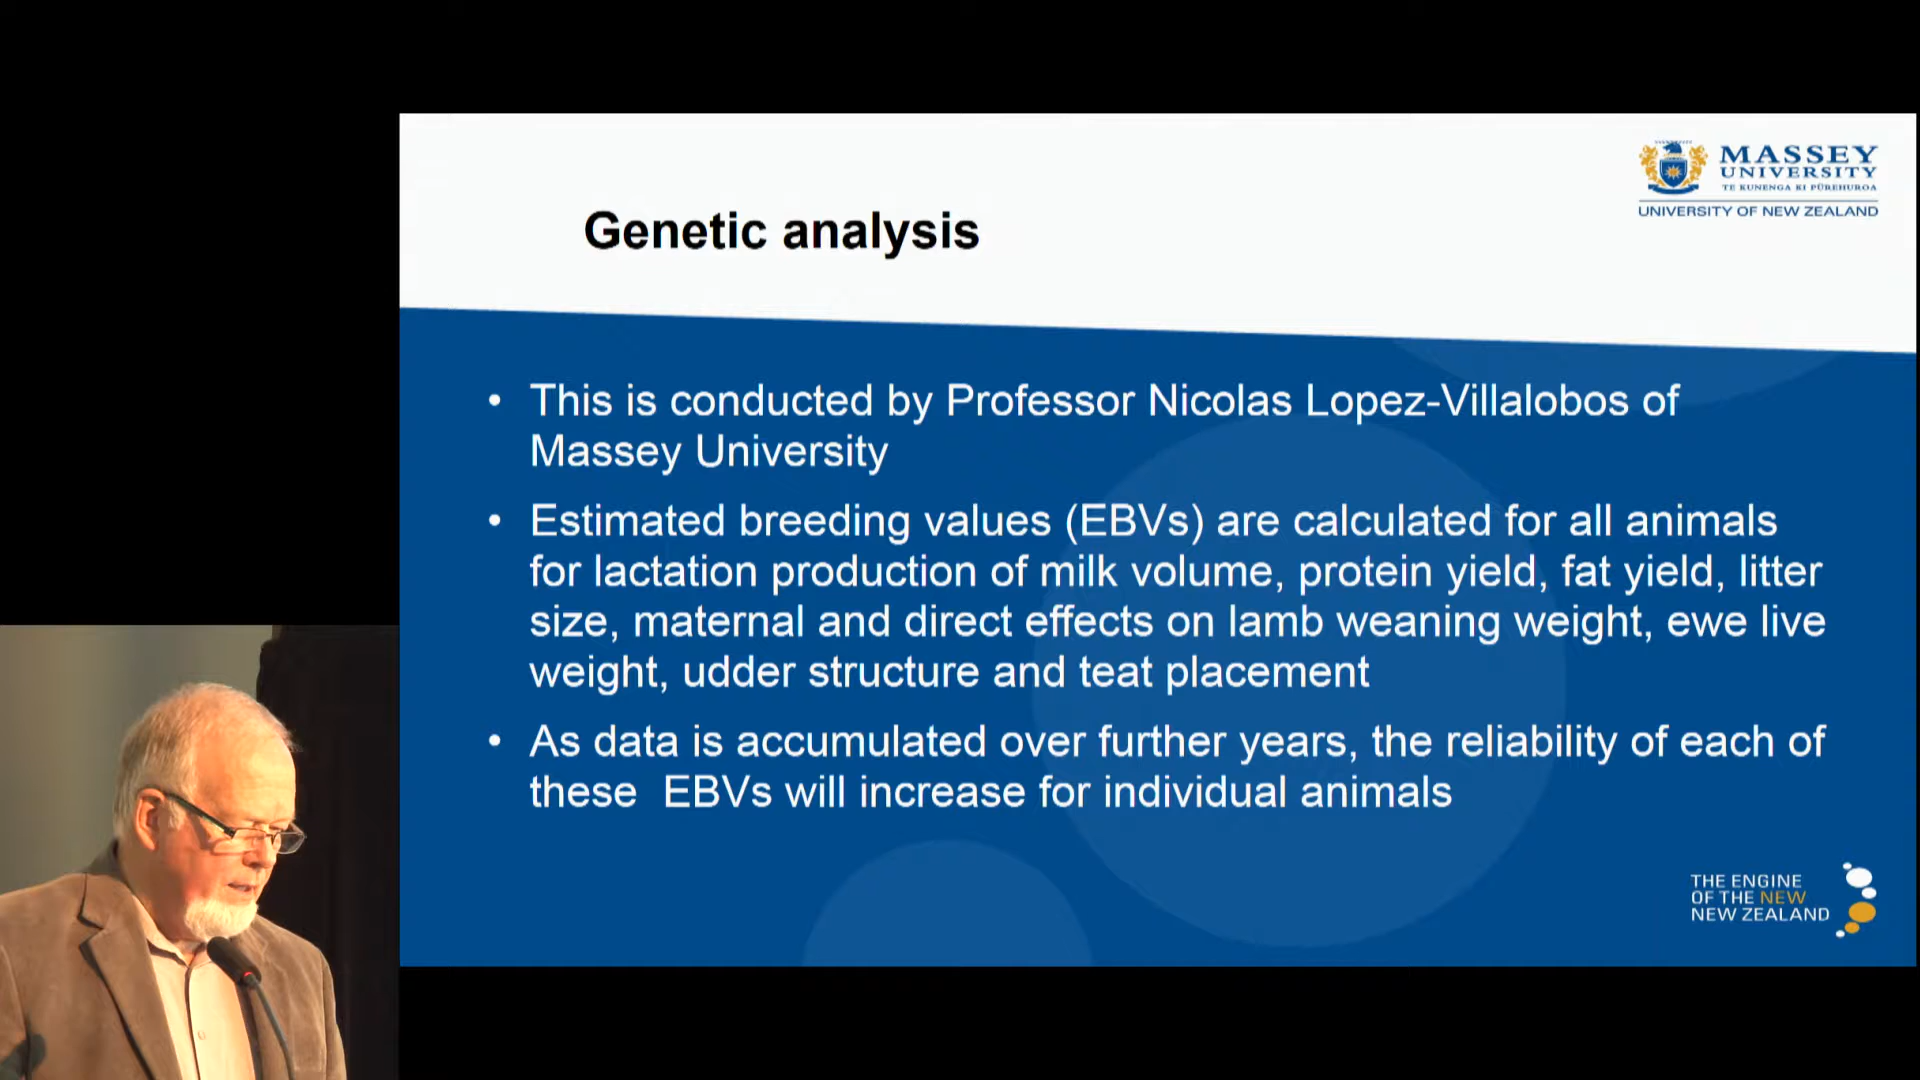 MASSEY
UNIVERSITY
TE KUNENGA KI PŪREHUROA
UNIVERSITY OF NEW ZEALAND
Genetic analysis
• This is conducted by Professor Nicolas Lopez-Villalobos of
Massey University
• Estimated breeding values (EBVs) are calculated for all animals
for lactation production of milk volume, protein yield, fat yield, litter
size, maternal and direct effects on lamb weaning weight, ewe live
weight, udder structure and teat placement
• As data is accumulated over further years, the reliability of each of
these  EBVs will increase for individual animals
THE ENGINE
OF THE NEW
NEW ZEALAND